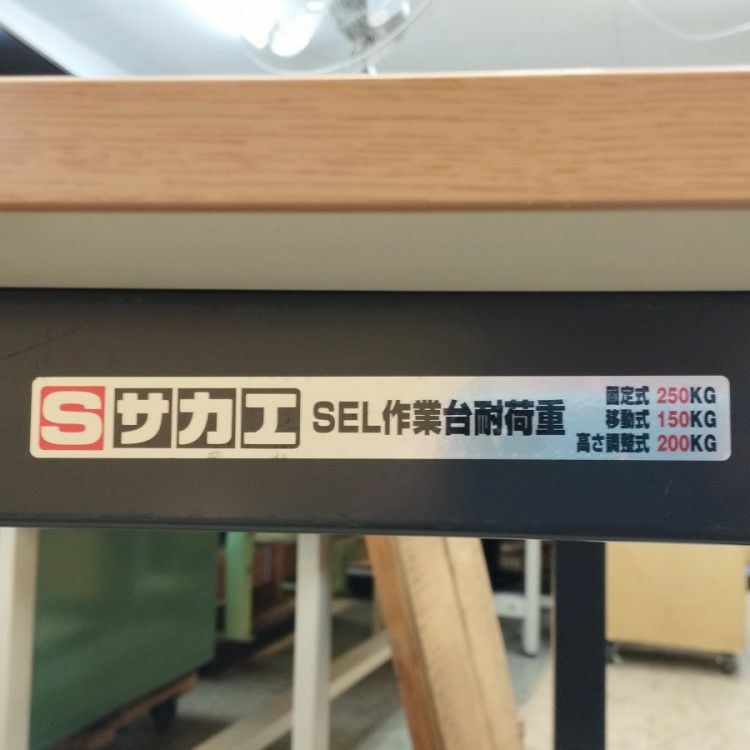 S サカエ SEL作業台耐荷重
固定式 250KG
移動式 150KG
高さ調整式 200KG